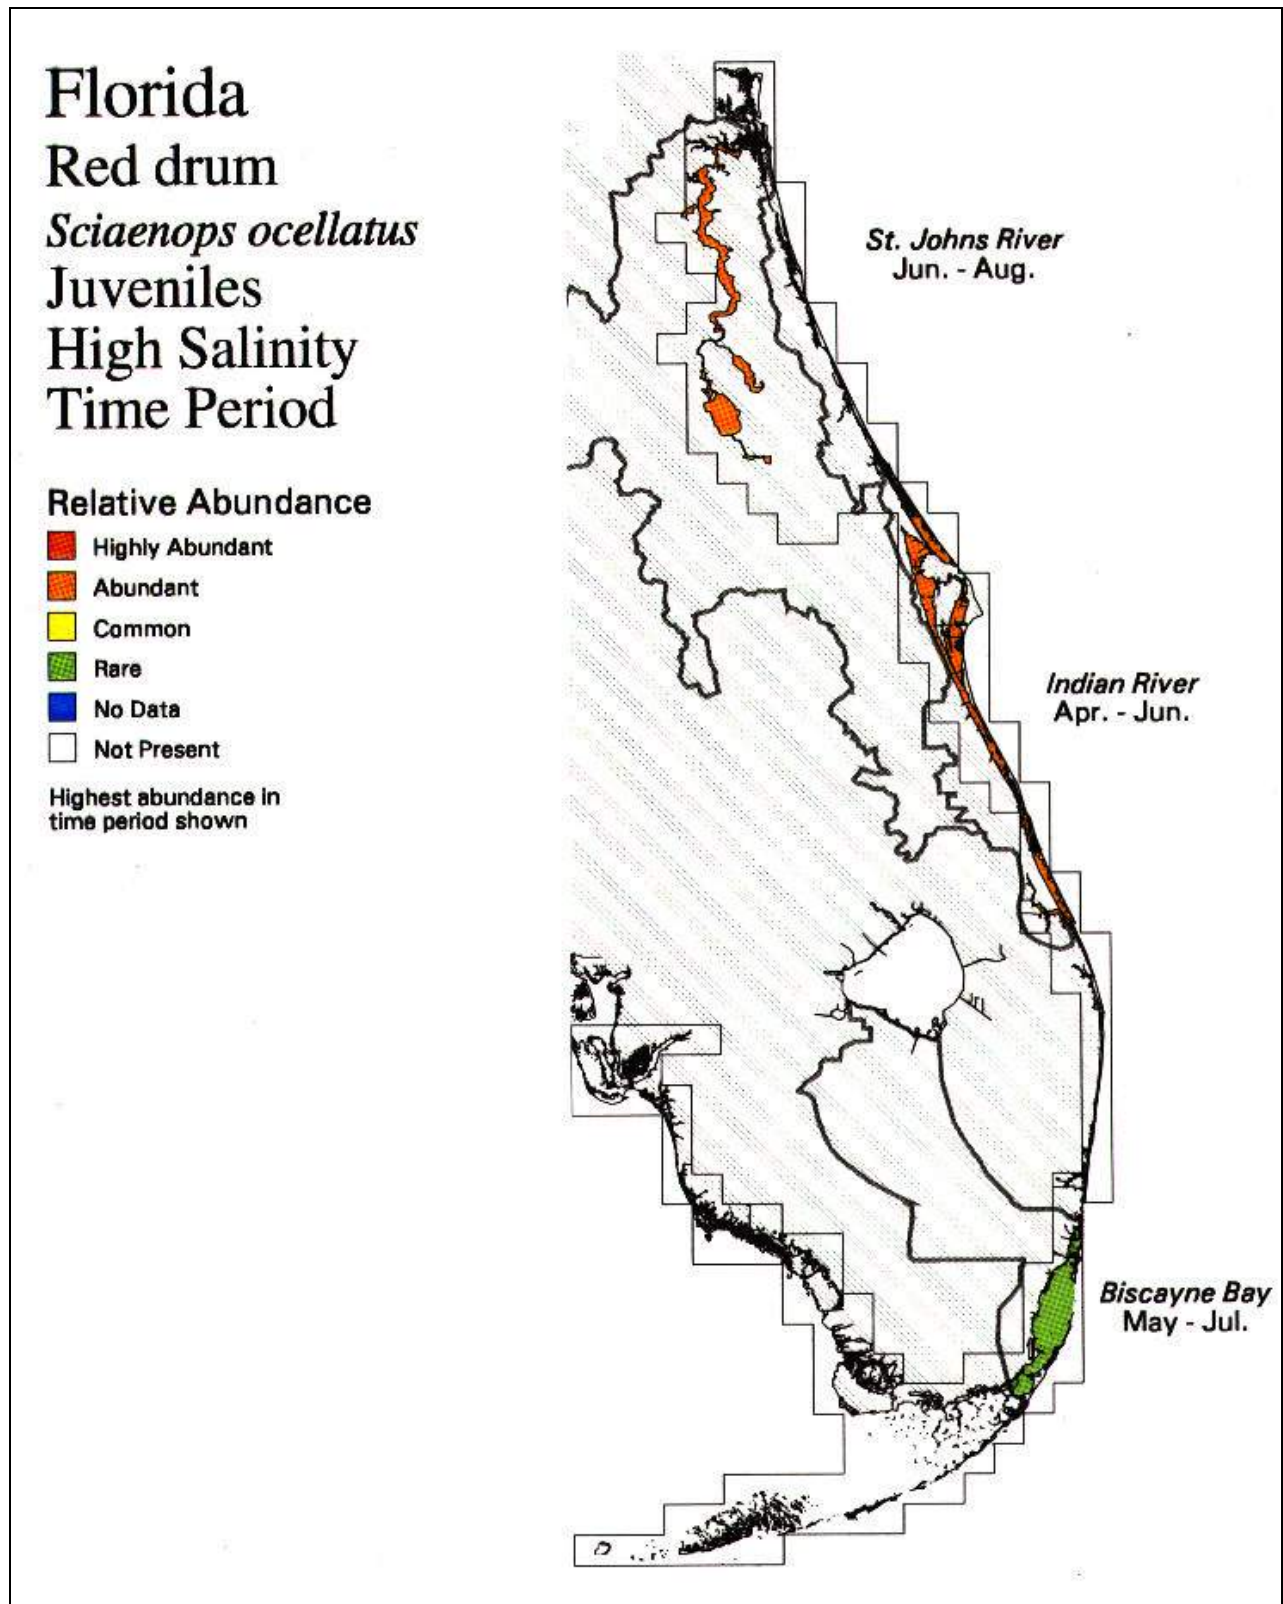 Florida
Red drum
Sciaenops ocellatus
Juveniles
High Salinity
Time Period
Relative Abundance
Highly Abundant
Abundant
Common
Rare
No Data
Not Present
Highest abundance in
time period shown
St. Johns River
Jun. - Aug.
Indian River
Apr. - Jun.
Biscayne Bay
May - Jul.